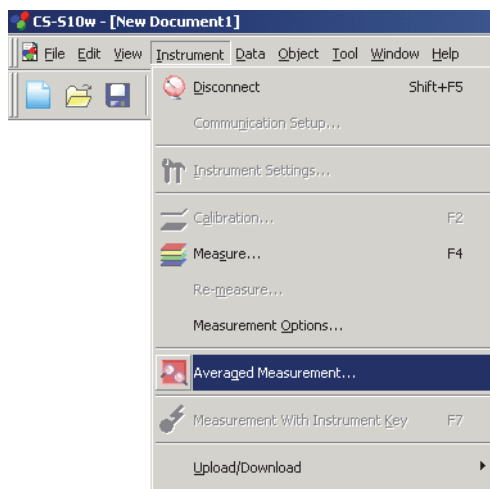 CS-S10w - [New Document1]
File Edit View Instrument Data Object Tool Window Help
Disconnect Shift+F5
Communication Setup...
Instrument Settings...
Calibration... F2
Measure... F4
Re-measure...
Measurement Options...
Averaged Measurement...
Measurement With Instrument Key F7
Upload/Download